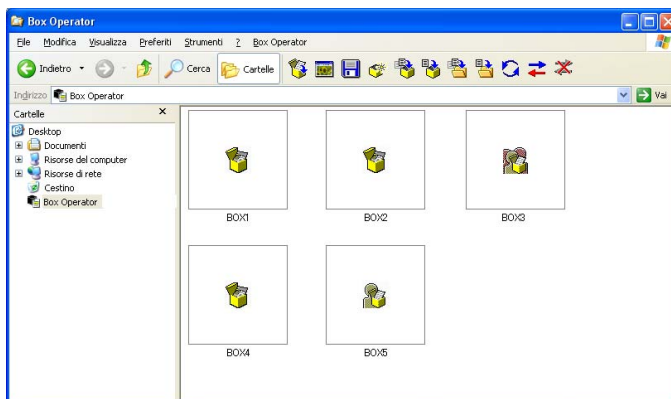 Box Operator
File Modifica Visualizza Preferiti Strumenti ? Box Operator
Indietro Cerca Cartelle
Indirizzo Box Operator Vai
Cartelle
Desktop
Documenti
Risorse del computer
Risorse di rete
Cestino
Box Operator
BOX1 BOX2 BOX3
BOX4 BOX5